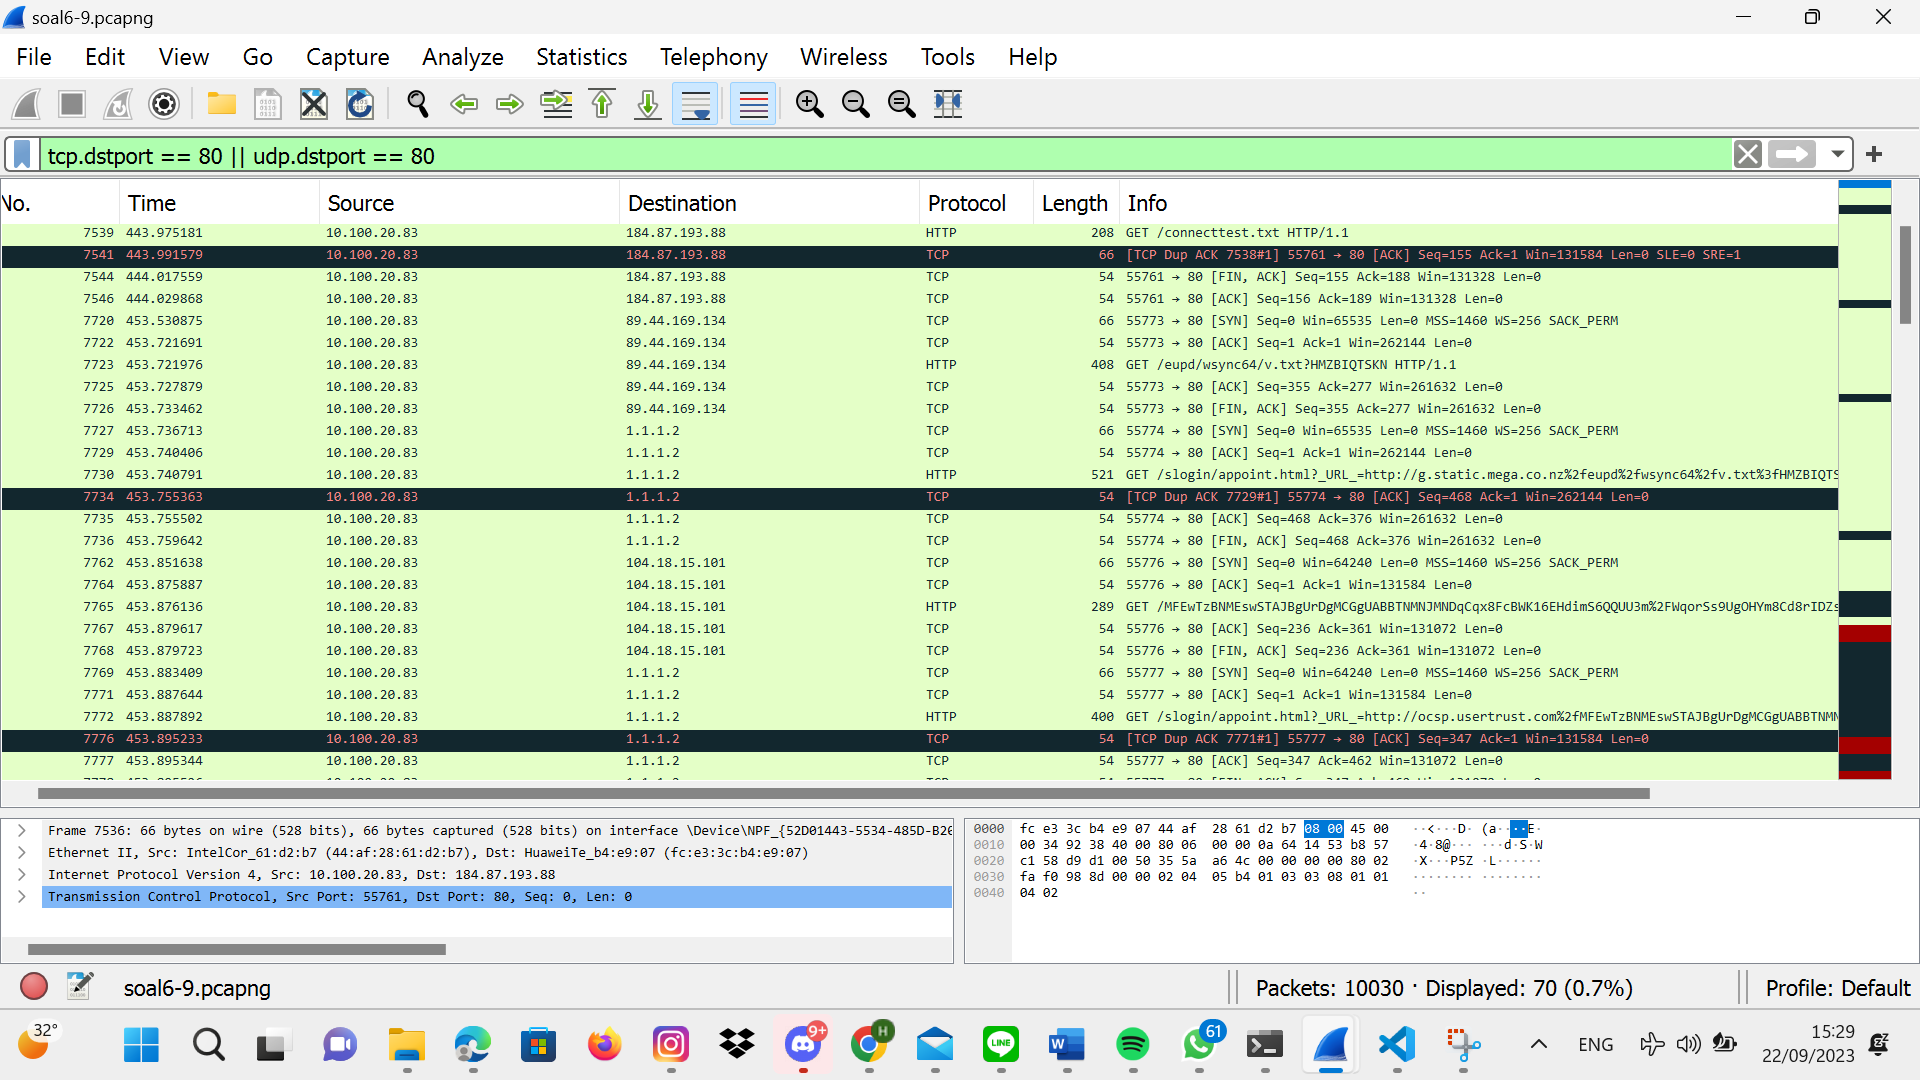 soal6-9.pcapng
File Edit View Go Capture Analyze Statistics Telephony Wireless Tools Help
tcp.dstport == 80 || udp.dstport == 80
No. Time Source Destination Protocol Length Info
7539 443.975181 10.100.20.83 184.87.193.88 HTTP 208 GET /connecttest.txt HTTP/1.1
7541 443.991579 10.100.20.83 184.87.193.88 TCP 66 [TCP Dup ACK 7538#1] 55761 → 80 [ACK] Seq=155 Ack=1 Win=131584 Len=0 SLE=0 SRE=1
7544 444.017559 10.100.20.83 184.87.193.88 TCP 54 55761 → 80 [FIN, ACK] Seq=155 Ack=188 Win=131328 Len=0
7546 444.029868 10.100.20.83 184.87.193.88 TCP 54 55761 → 80 [ACK] Seq=156 Ack=189 Win=131328 Len=0
7720 453.530875 10.100.20.83 89.44.169.134 TCP 66 55773 → 80 [SYN] Seq=0 Win=65535 Len=0 MSS=1460 WS=256 SACK_PERM
7722 453.721691 10.100.20.83 89.44.169.134 TCP 54 55773 → 80 [ACK] Seq=1 Ack=1 Win=262144 Len=0
7723 453.721976 10.100.20.83 89.44.169.134 HTTP 408 GET /eupd/wsync64/v.txt?HMZBIQTSKN HTTP/1.1
7725 453.727879 10.100.20.83 89.44.169.134 TCP 54 55773 → 80 [ACK] Seq=355 Ack=277 Win=261632 Len=0
7726 453.733462 10.100.20.83 89.44.169.134 TCP 54 55773 → 80 [FIN, ACK] Seq=355 Ack=277 Win=261632 Len=0
7727 453.736713 10.100.20.83 1.1.1.2 TCP 66 55774 → 80 [SYN] Seq=0 Win=65535 Len=0 MSS=1460 WS=256 SACK_PERM
7729 453.740406 10.100.20.83 1.1.1.2 TCP 54 55774 → 80 [ACK] Seq=1 Ack=1 Win=262144 Len=0
7730 453.740791 10.100.20.83 1.1.1.2 HTTP 521 GET /slogin/appoint.html?_URL_=http://g.static.mega.co.nz%2feupd%2fwsync64%2fv.txt%3fHMZBIQTS
7734 453.755363 10.100.20.83 1.1.1.2 TCP 54 [TCP Dup ACK 7729#1] 55774 → 80 [ACK] Seq=468 Ack=1 Win=262144 Len=0
7735 453.755502 10.100.20.83 1.1.1.2 TCP 54 55774 → 80 [ACK] Seq=468 Ack=376 Win=261632 Len=0
7736 453.759642 10.100.20.83 1.1.1.2 TCP 54 55774 → 80 [FIN, ACK] Seq=468 Ack=376 Win=261632 Len=0
7762 453.851638 10.100.20.83 104.18.15.101 TCP 66 55776 → 80 [SYN] Seq=0 Win=64240 Len=0 MSS=1460 WS=256 SACK_PERM
7764 453.875887 10.100.20.83 104.18.15.101 TCP 54 55776 → 80 [ACK] Seq=1 Ack=1 Win=131584 Len=0
7765 453.876136 10.100.20.83 104.18.15.101 HTTP 289 GET /MFEwTzBNMEswSTAJBgUrDgMCGgUABBTNMNJMNDqCqx8FcBWK16EHdimS6QQUU3m%2FWqorSs9UgOHYm8Cd8rIDZs
7767 453.879617 10.100.20.83 104.18.15.101 TCP 54 55776 → 80 [ACK] Seq=236 Ack=361 Win=131072 Len=0
7768 453.879723 10.100.20.83 104.18.15.101 TCP 54 55776 → 80 [FIN, ACK] Seq=236 Ack=361 Win=131072 Len=0
7769 453.883409 10.100.20.83 1.1.1.2 TCP 66 55777 → 80 [SYN] Seq=0 Win=64240 Len=0 MSS=1460 WS=256 SACK_PERM
7771 453.887644 10.100.20.83 1.1.1.2 TCP 54 55777 → 80 [ACK] Seq=1 Ack=1 Win=131584 Len=0
7772 453.887892 10.100.20.83 1.1.1.2 HTTP 400 GET /slogin/appoint.html?_URL_=http://ocsp.usertrust.com%2fMFEwTzBNMEswSTAJBgUrDgMCGgUABBTNMN
7776 453.895233 10.100.20.83 1.1.1.2 TCP 54 [TCP Dup ACK 7771#1] 55777 → 80 [ACK] Seq=347 Ack=1 Win=131584 Len=0
7777 453.895344 10.100.20.83 1.1.1.2 TCP 54 55777 → 80 [ACK] Seq=347 Ack=462 Win=131072 Len=0
Frame 7536: 66 bytes on wire (528 bits), 66 bytes captured (528 bits) on interface \Device\NPF_{52D01443-5534-485D-B26
Ethernet II, Src: IntelCor_61:d2:b7 (44:af:28:61:d2:b7), Dst: HuaweiTe_b4:e9:07 (fc:e3:3c:b4:e9:07)
Internet Protocol Version 4, Src: 10.100.20.83, Dst: 184.87.193.88
Transmission Control Protocol, Src Port: 55761, Dst Port: 80, Seq: 0, Len: 0
0000 fc e3 3c b4 e9 07 44 af 28 61 d2 b7 08 00 45 00 ··<···D· (a····E·
0010 00 34 92 38 40 00 80 06 00 00 0a 64 14 53 b8 57 ·4·8@··· ···d·S·W
0020 c1 58 d9 d1 00 50 35 5a a6 4c 00 00 00 00 80 02 ·X···P5Z ·L······
0030 fa f0 98 8d 00 00 02 04 05 b4 01 03 03 08 01 01 ········ ········
0040 04 02 ··
soal6-9.pcapng Packets: 10030 · Displayed: 70 (0.7%) Profile: Default
32° 9+ H LINE W 61 ENG 15:29
22/09/2023